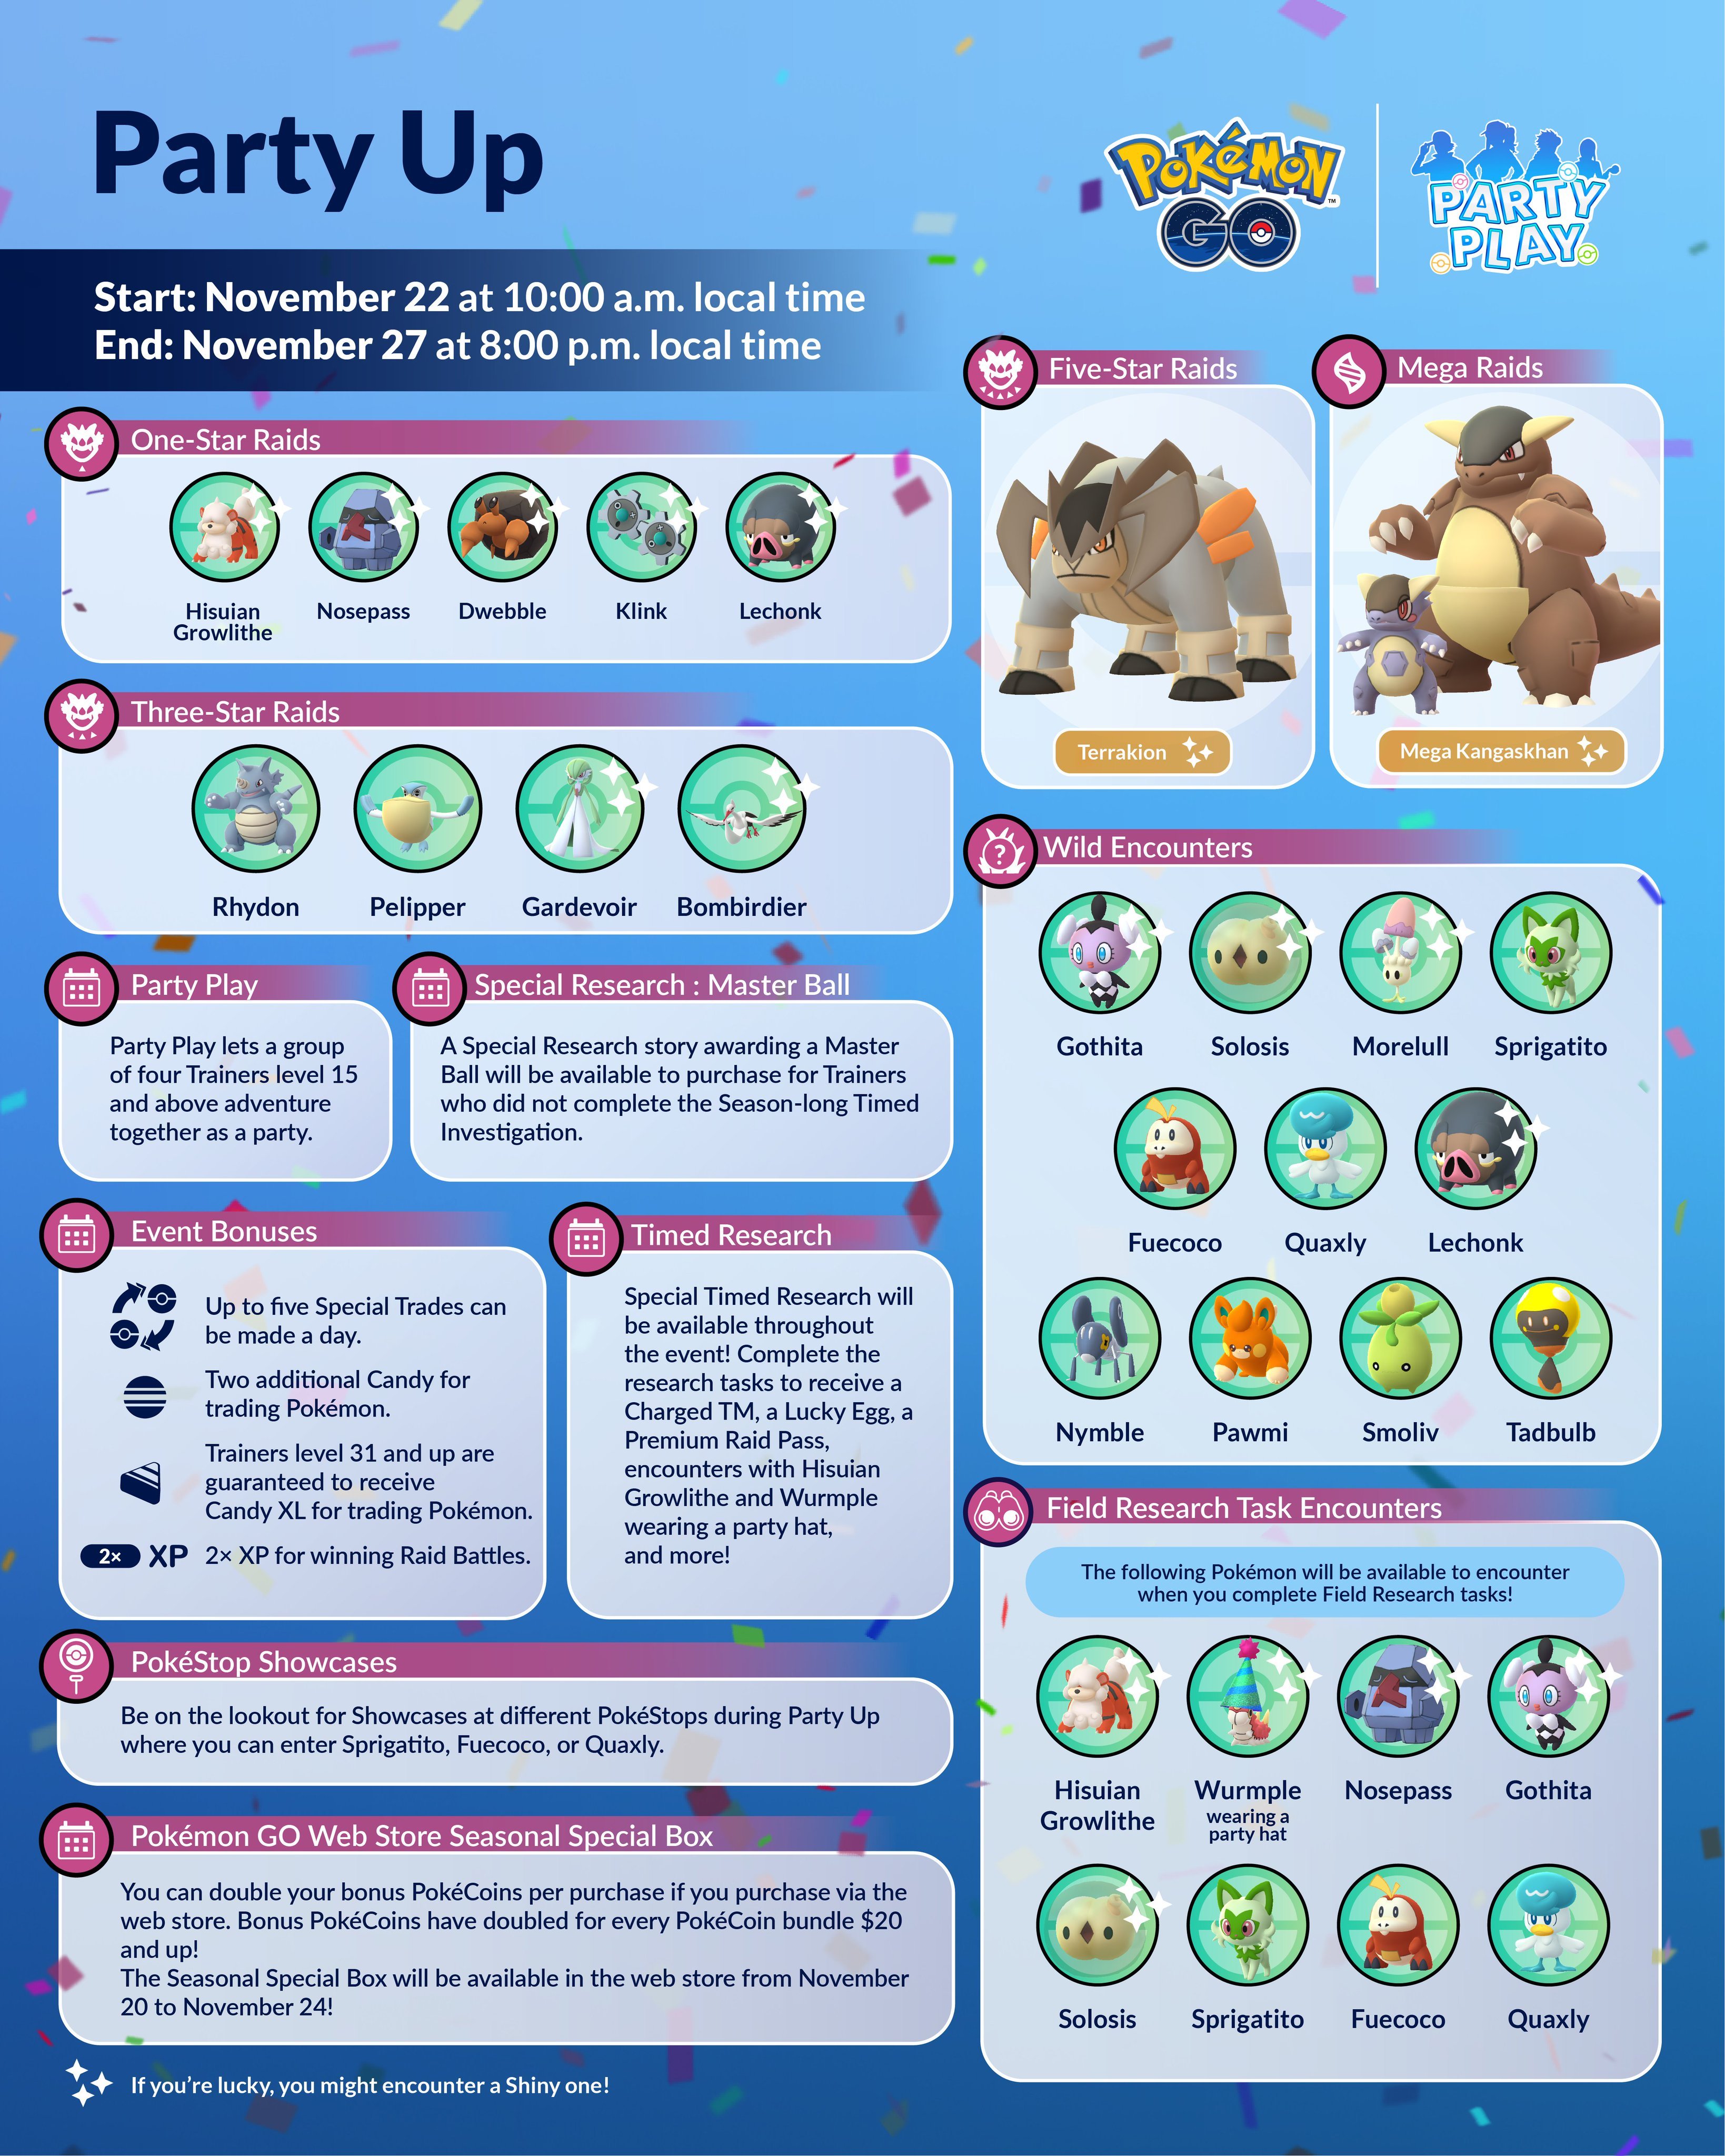 Party Up
POKÉMON
GO
TM
PARTY
PLAY
Start: November 22 at 10:00 a.m. local time
End: November 27 at 8:00 p.m. local time
One-Star Raids
Hisuian
Growlithe
Nosepass
Dwebble
Klink
Lechonk
Three-Star Raids
Rhydon
Pelipper
Gardevoir
Bombirdier
Five-Star Raids
Terrakion
Mega Raids
Mega Kangaskhan
Party Play
Party Play lets a group
of four Trainers level 15
and above adventure
together as a party.
Special Research : Master Ball
A Special Research story awarding a Master
Ball will be available to purchase for Trainers
who did not complete the Season-long Timed
Investigation.
Event Bonuses
Up to five Special Trades can
be made a day.
Two additional Candy for
trading Pokémon.
Trainers level 31 and up are
guaranteed to receive
Candy XL for trading Pokémon.
2× XP
2× XP for winning Raid Battles.
Timed Research
Special Timed Research will
be available throughout
the event! Complete the
research tasks to receive a
Charged TM, a Lucky Egg, a
Premium Raid Pass,
encounters with Hisuian
Growlithe and Wurmple
wearing a party hat,
and more!
PokéStop Showcases
Be on the lookout for Showcases at different PokéStops during Party Up
where you can enter Sprigatito, Fuecoco, or Quaxly.
Pokémon GO Web Store Seasonal Special Box
You can double your bonus PokéCoins per purchase if you purchase via the
web store. Bonus PokéCoins have doubled for every PokéCoin bundle $20
and up!
The Seasonal Special Box will be available in the web store from November
20 to November 24!
If you're lucky, you might encounter a Shiny one!
Wild Encounters
?
Gothita
Solosis
Morelull
Sprigatito
Fuecoco
Quaxly
Lechonk
Nymble
Pawmi
Smoliv
Tadbulb
Field Research Task Encounters
The following Pokémon will be available to encounter
when you complete Field Research tasks!
Hisuian
Growlithe
Wurmple
wearing a
party hat
Nosepass
Gothita
Solosis
Sprigatito
Fuecoco
Quaxly